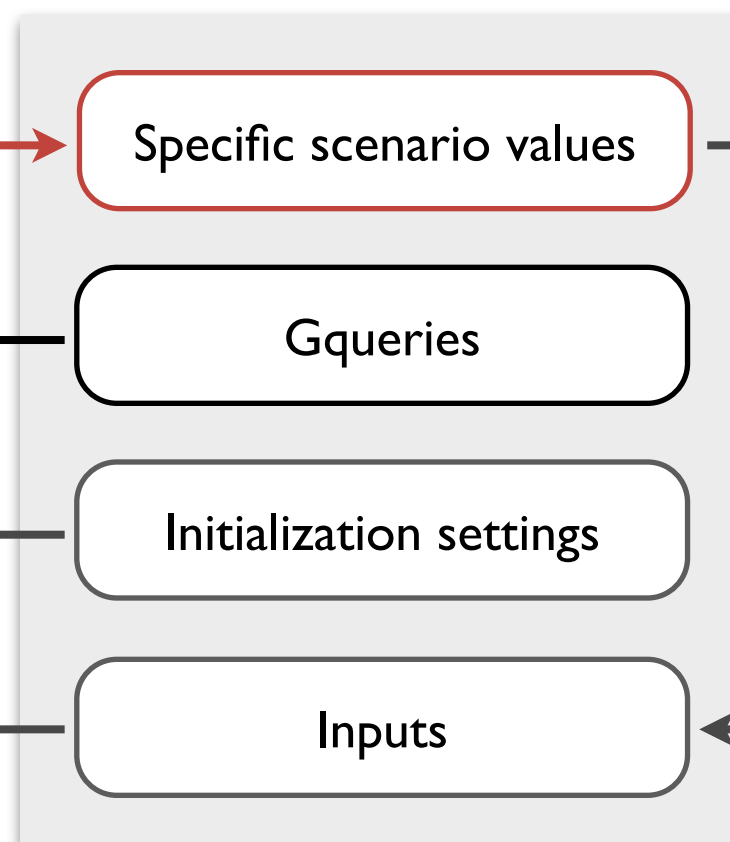 Specific scenario values
Gqueries
Initialization settings
Inputs